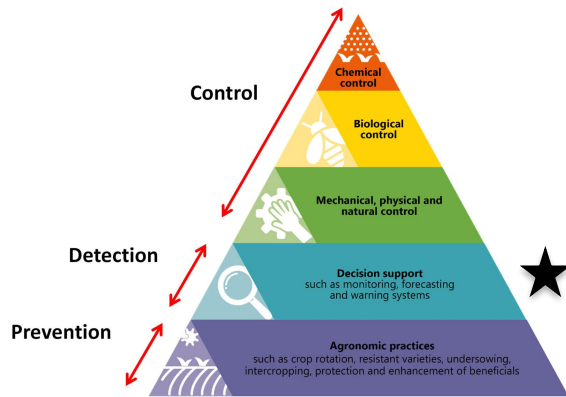 Chemical
control
Control
Biological
control
Mechanical, physical and
natural control
Detection
Decision support
such as monitoring, forecasting
and warning systems
Prevention
Agronomic practices
such as crop rotation, resistant varieties, undersowing,
intercropping, protection and enhancement of beneficials